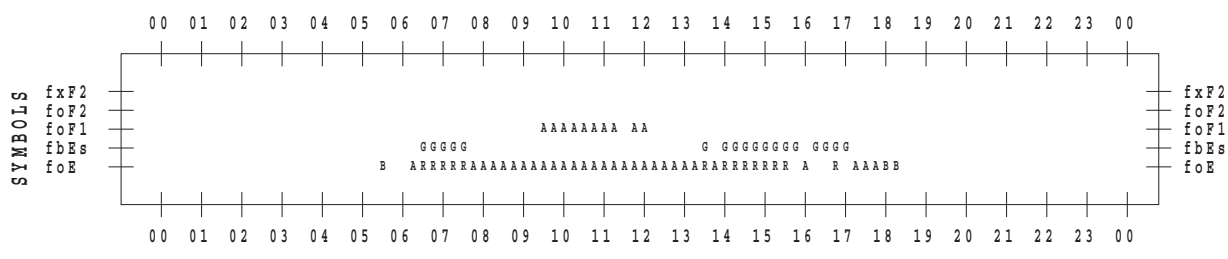 00 01 02 03 04 05 06 07 08 09 10 11 12 13 14 15 16 17 18 19 20 21 22 23 00
SYMBOLS
fxF2 fxF2
foF2 foF2
foF1 AAAAAAAA AA foF1
fbEs GGGGG G GGGGGGGG GGGG fbEs
foE B ARRRRRAAAAAAAAAAAAAAAAAAAAAAARARRRRRRR A R AAABB foE
00 01 02 03 04 05 06 07 08 09 10 11 12 13 14 15 16 17 18 19 20 21 22 23 00